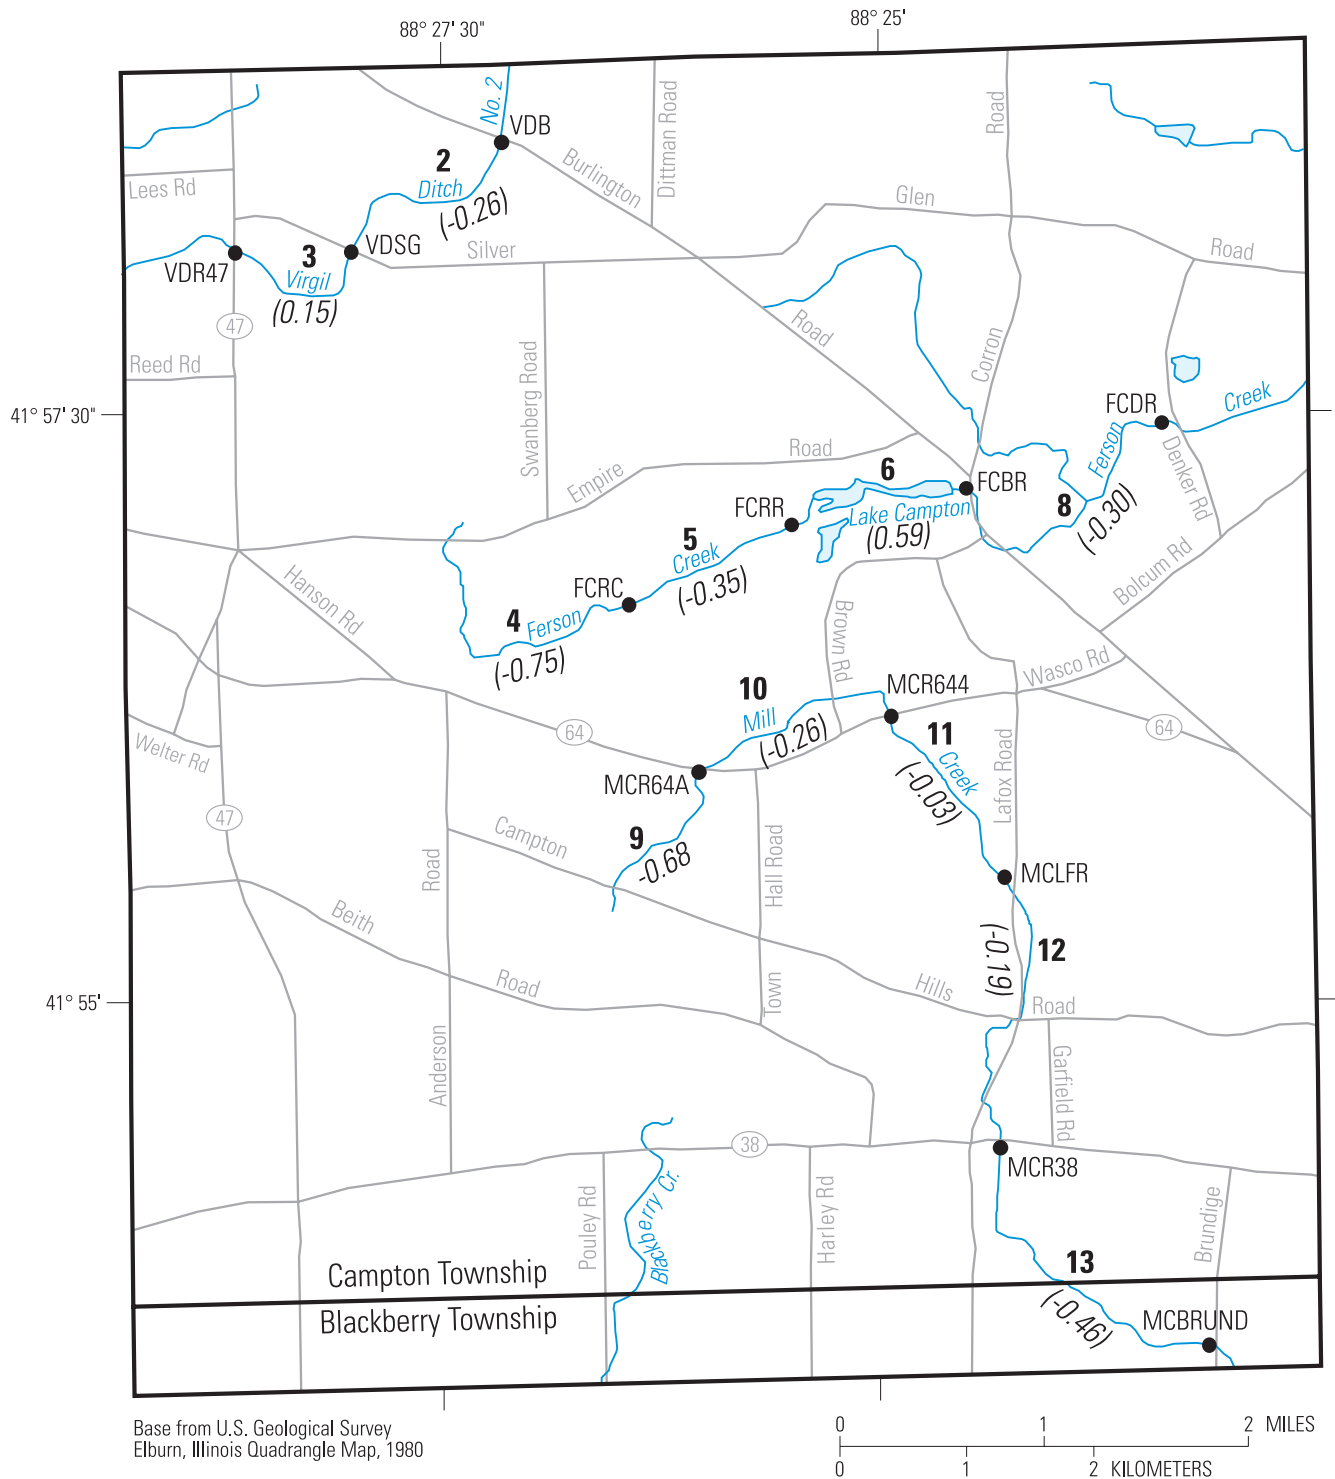 88° 27' 30"
88° 25'
No. 2
VDB
2
Ditch
(-0.26)
Burlington
Dittman Road
Road
Lees Rd
Glen
VDSG
Silver
3
Virgil
VDR47
(0.15)
47
Road
Road
Reed Rd
Swanberg Road
Corron
41° 57' 30"
FCDR
Creek
Ferson
Denker Rd
Road
Empire
6
FCBR
FCRR
Lake Campton
(0.59)
8
(-0.30)
5
Creek
(-0.35)
Bolcum Rd
Hanson Rd
FCRC
4
Ferson
(-0.75)
Brown Rd
Wasco Rd
10
MCR644
Mill
(-0.26)
64
11
Creek
(-0.03)
Lafox Road
64
Welter Rd
MCR64A
47
Campton
9
-0.68
Hall Road
Road
MCLFR
Beith
(-0.19)
12
Road
Town
Hills
Road
41° 55'
Anderson
Garfield Rd
38
MCR38
Pouley Rd
Blackberry Cr.
Harley Rd
Brundige
13
Campton Township
(-0.46)
Blackberry Township
MCBRUND
Base from U.S. Geological Survey
Elburn, Illinois Quadrangle Map, 1980
0 1 2 MILES
0 1 2 KILOMETERS